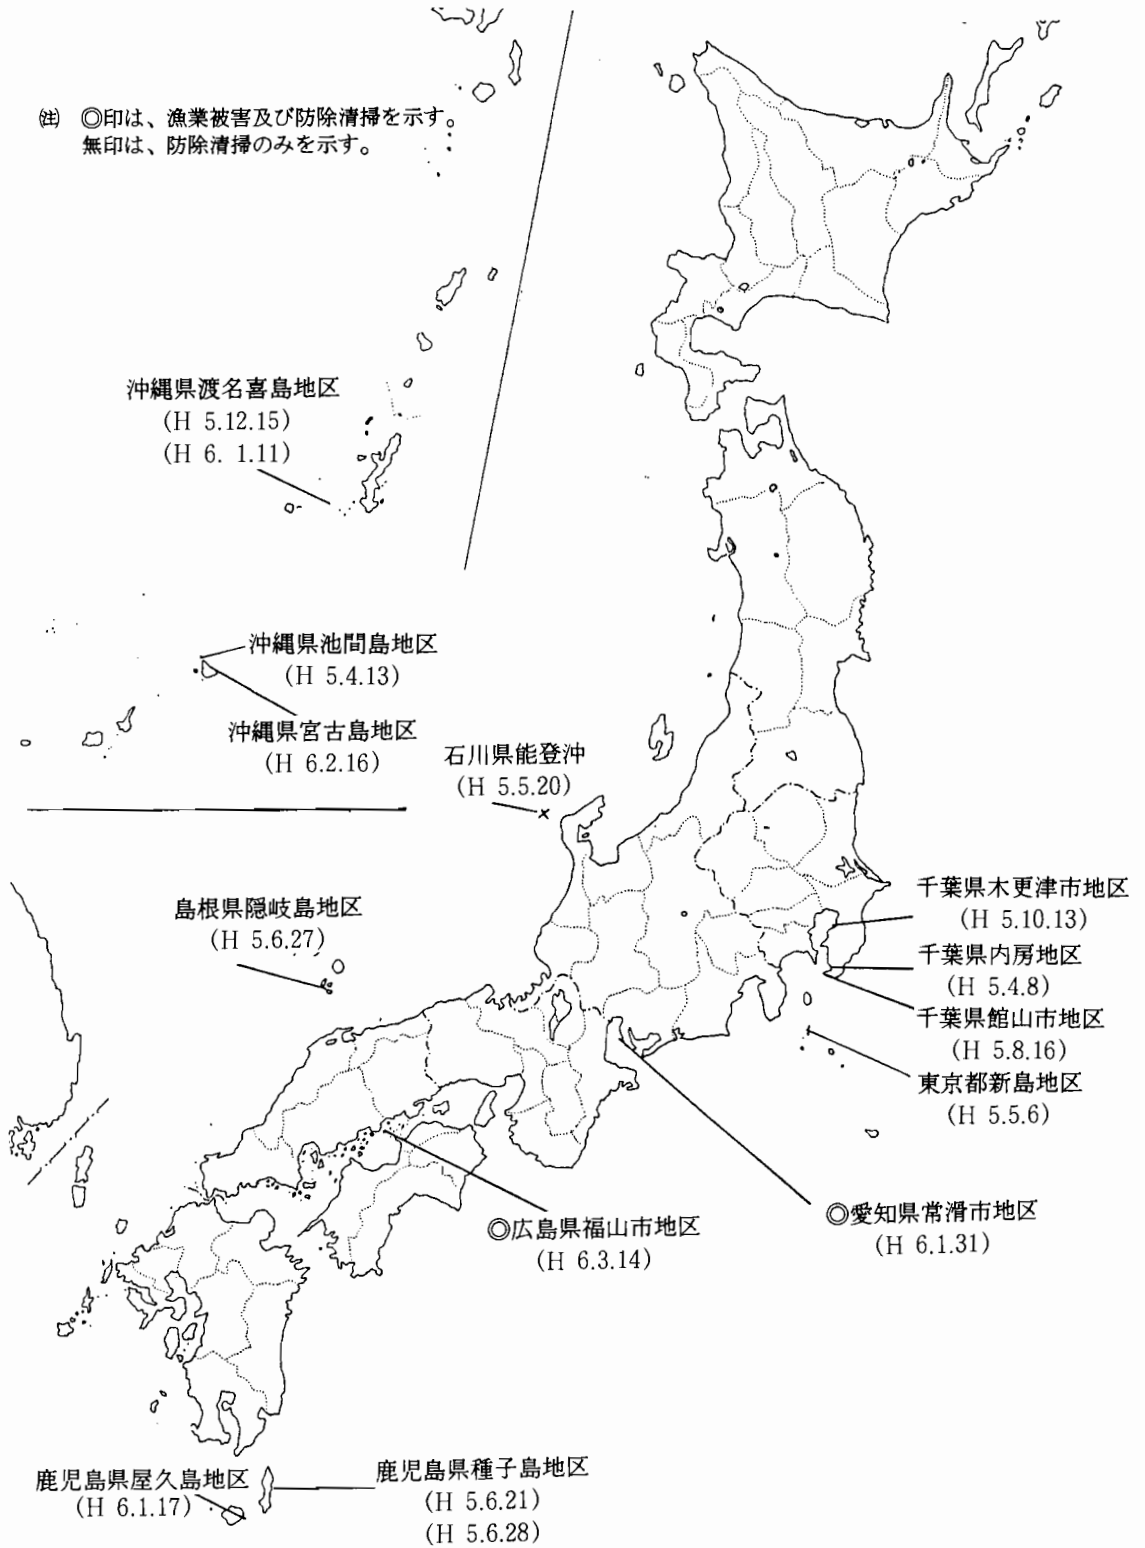 ㊟ ◎印は、漁業被害及び防除清掃を示す。
無印は、防除清掃のみを示す。
沖縄県渡名喜島地区
(H 5.12.15)
(H 6. 1.11)
沖縄県池間島地区
(H 5.4.13)
沖縄県宮古島地区
(H 6.2.16)
石川県能登沖
(H 5.5.20)
島根県隠岐島地区
(H 5.6.27)
千葉県木更津市地区
(H 5.10.13)
千葉県内房地区
(H 5.4.8)
千葉県館山市地区
(H 5.8.16)
東京都新島地区
(H 5.5.6)
◎広島県福山市地区
(H 6.3.14)
◎愛知県常滑市地区
(H 6.1.31)
鹿児島県屋久島地区
(H 6.1.17)
鹿児島県種子島地区
(H 5.6.21)
(H 5.6.28)